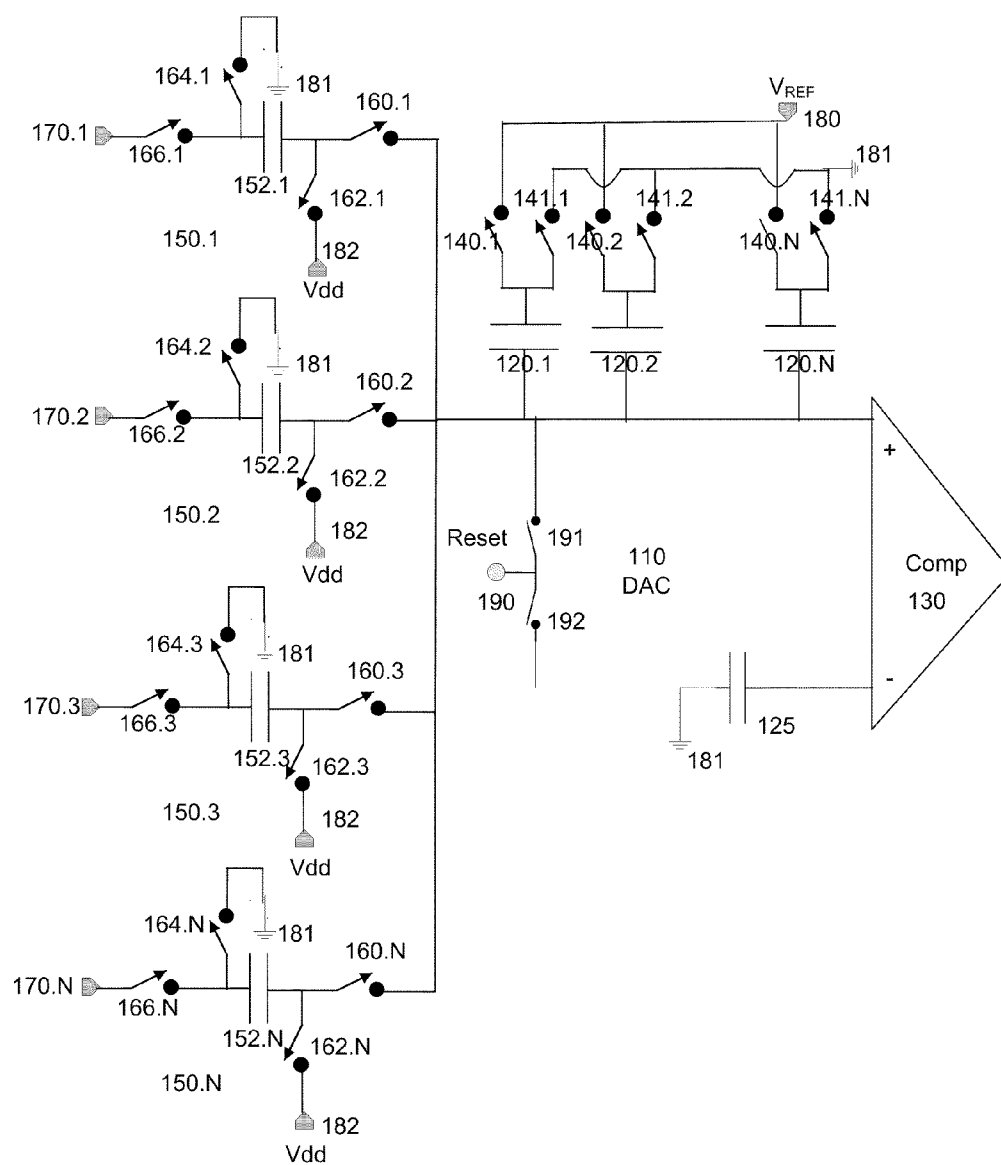 164.1
181
170.1
166.1
160.1
152.1
162.1
150.1
182
Vdd
VREF
180
181
141.1
141.2
141.N
140.1
140.2
140.N
120.1
120.2
120.N
164.2
181
160.2
170.2
166.2
152.2
162.2
150.2
182
Vdd
+
Reset
191
190
192
110
DAC
Comp
130
-
125
181
164.3
181
160.3
170.3
166.3
152.3
162.3
150.3
182
Vdd
164.N
181
160.N
170.N
166.N
152.N
162.N
150.N
182
Vdd